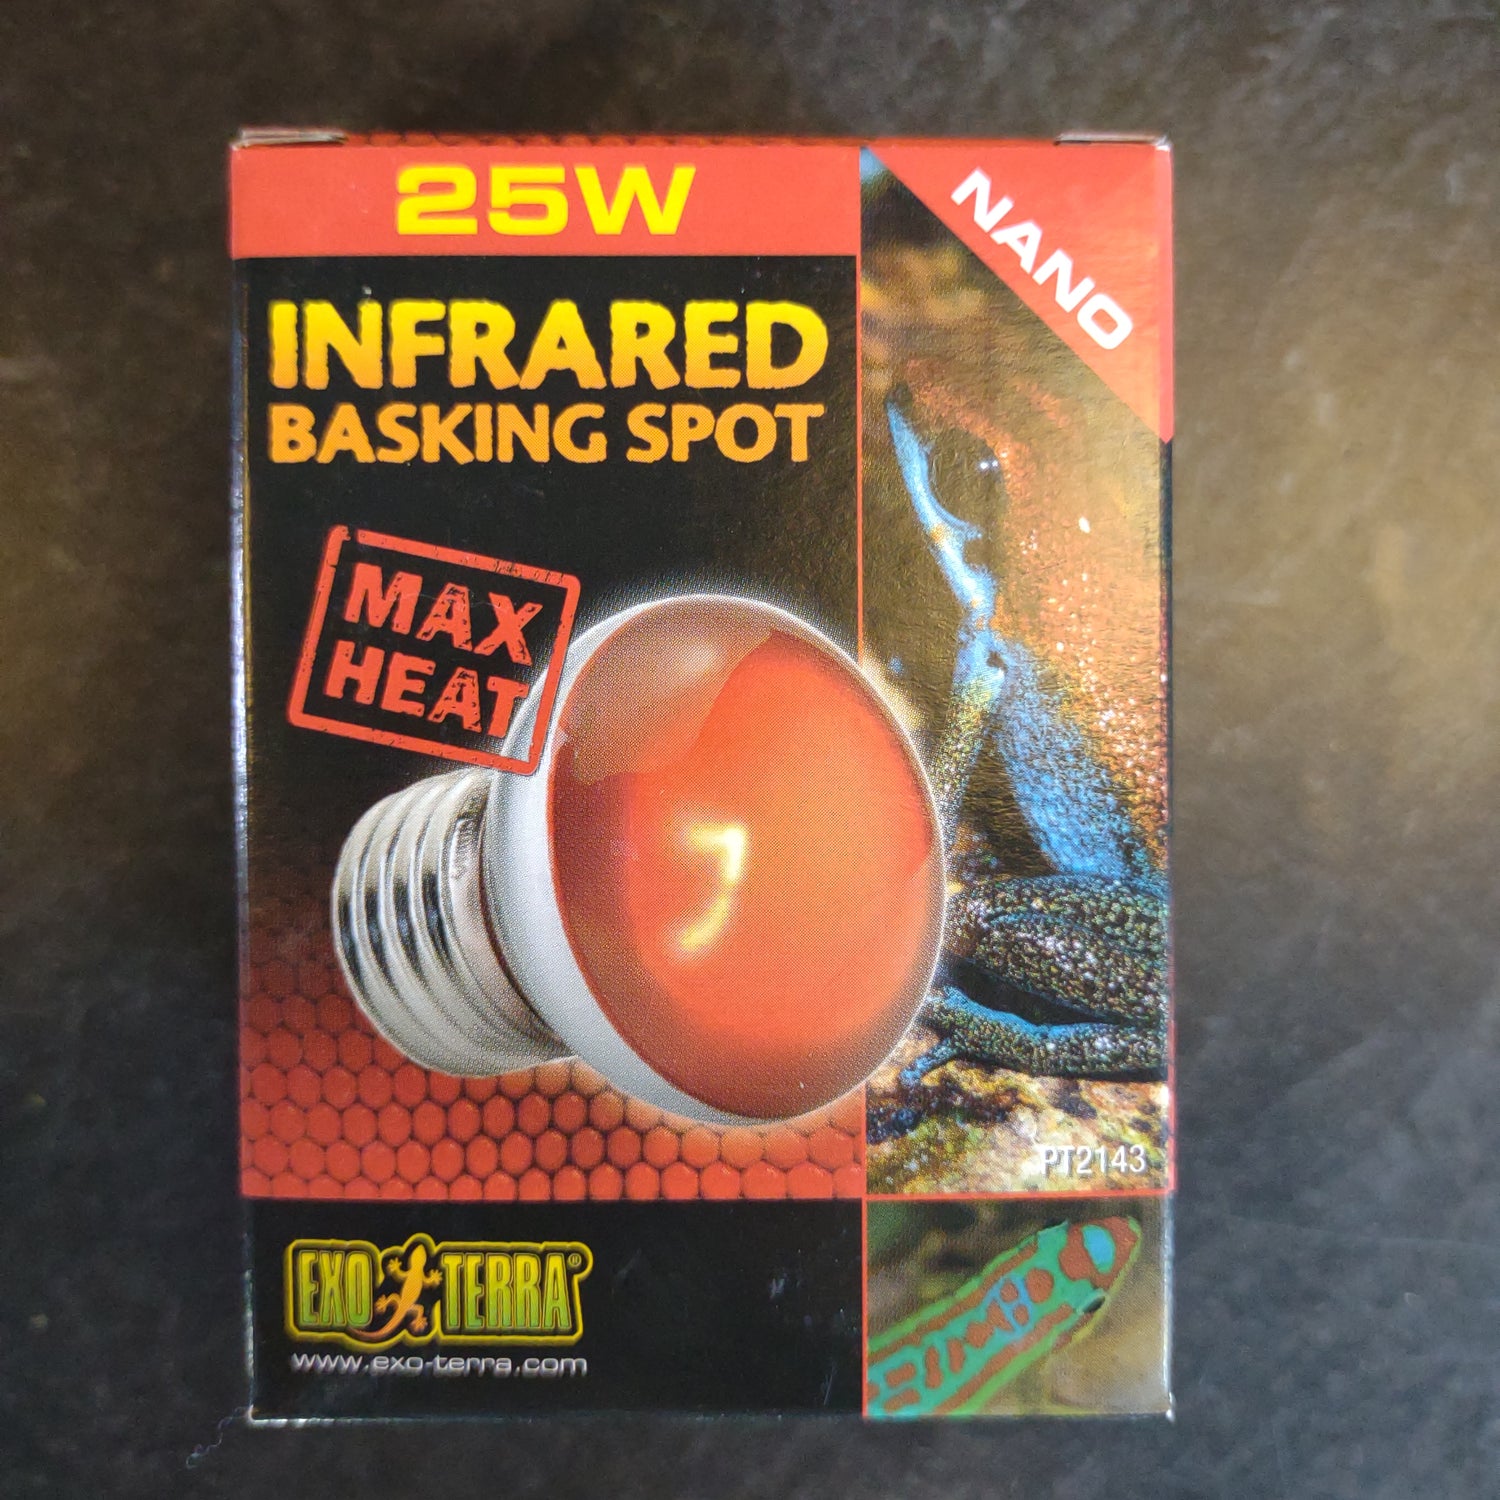 25W
NANO
INFRARED
BASKING SPOT
MAX
HEAT
PT2143
EXO TERRA®
www.exo-terra.com